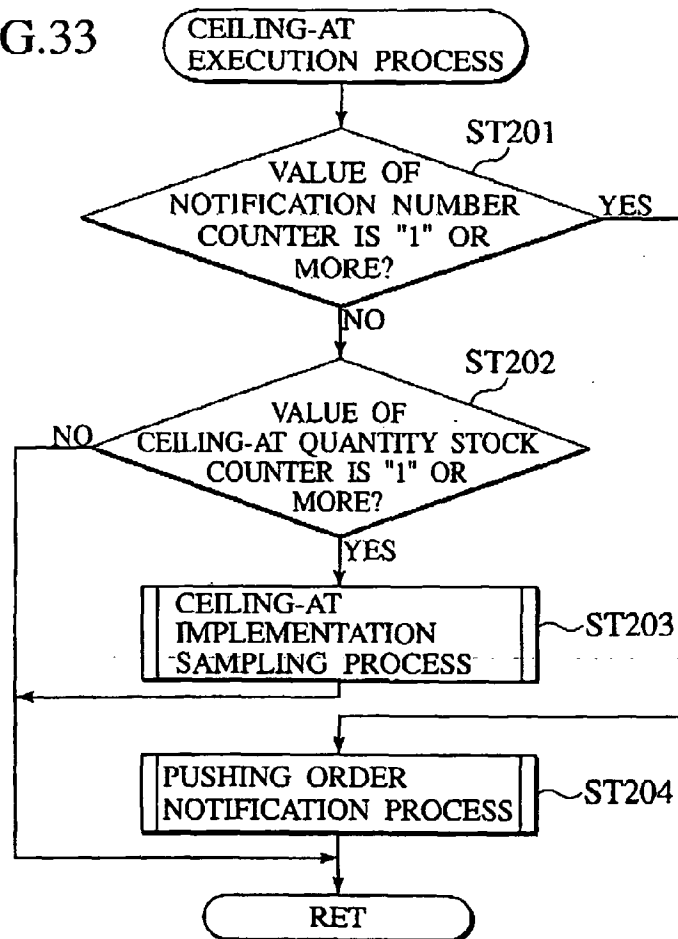 G.33
CEILING-AT
EXECUTION PROCESS
ST201
VALUE OF
NOTIFICATION NUMBER
COUNTER IS "1" OR
MORE?
YES
NO
ST202
VALUE OF
CEILING-AT QUANTITY STOCK
COUNTER IS "1" OR
MORE?
NO
YES
CEILING-AT
IMPLEMENTATION
SAMPLING PROCESS
ST203
PUSHING ORDER
NOTIFICATION PROCESS
ST204
RET